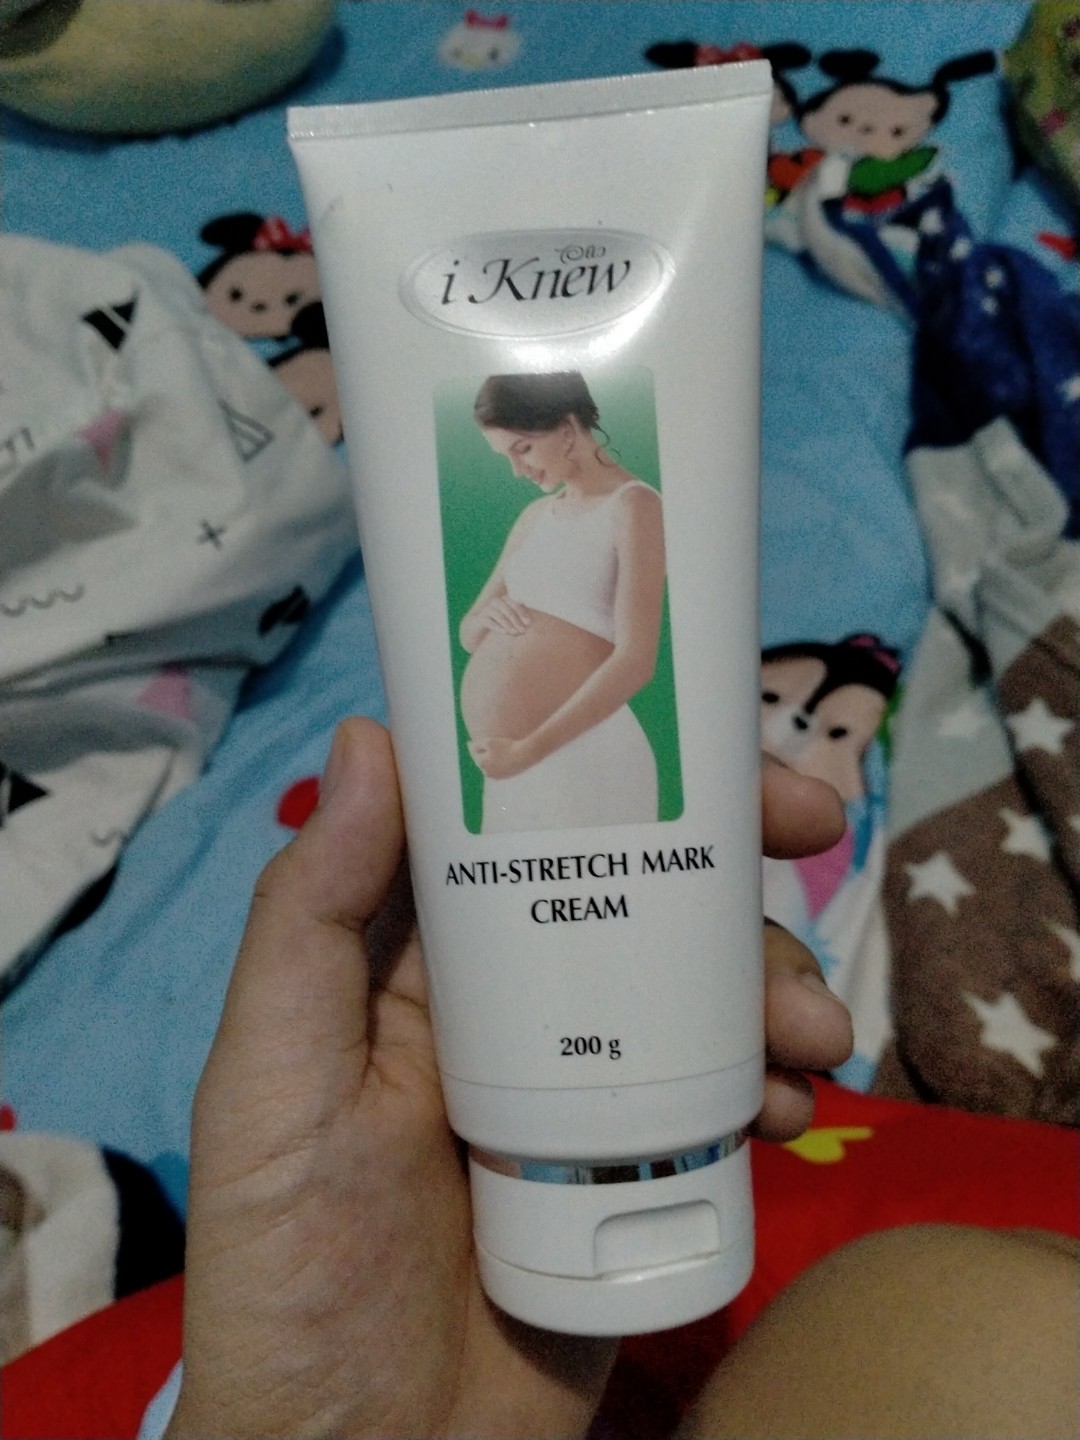 i Knew
ANTI-STRETCH MARK
CREAM
200 g